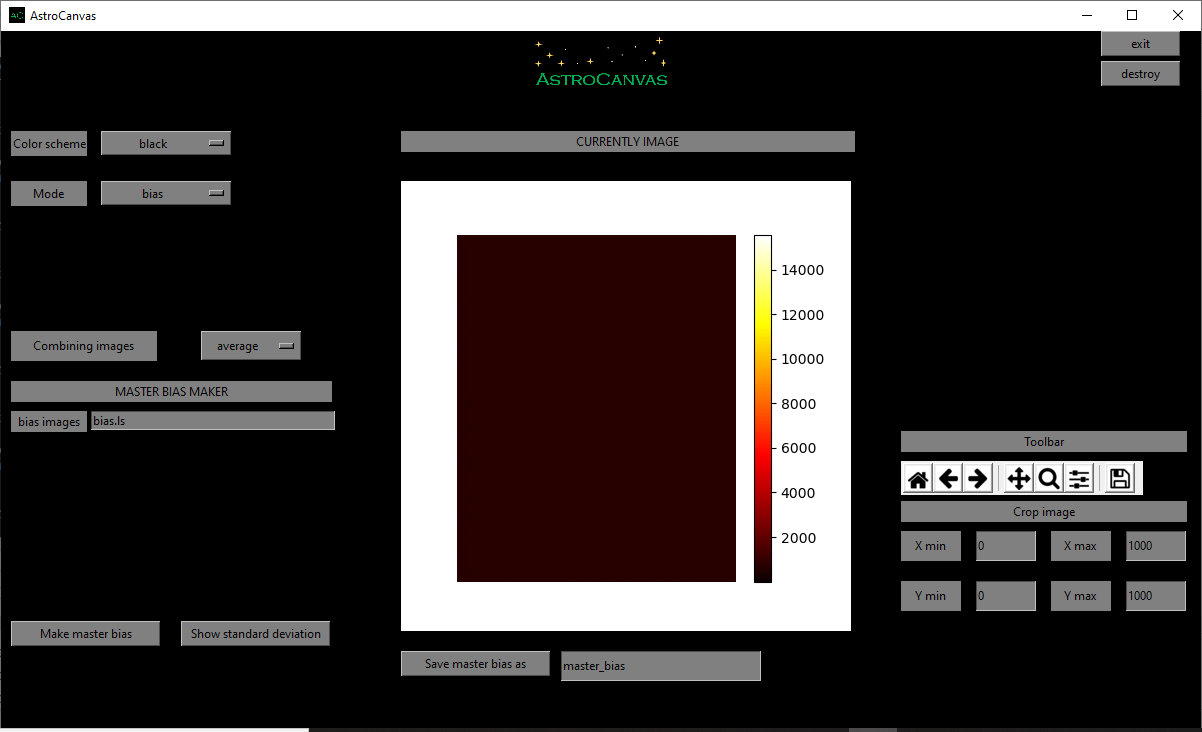 AC AstroCanvas
exit
ASTROCANVAS
destroy
Color scheme black
CURRENTLY IMAGE
Mode bias
14000
12000
10000
8000
6000
4000
2000
Combining images average
MASTER BIAS MAKER
bias images bias.ls
Make master bias Show standard deviation
Save master bias as master_bias
Toolbar
Crop image
X min 0 X max 1000
Y min 0 Y max 1000